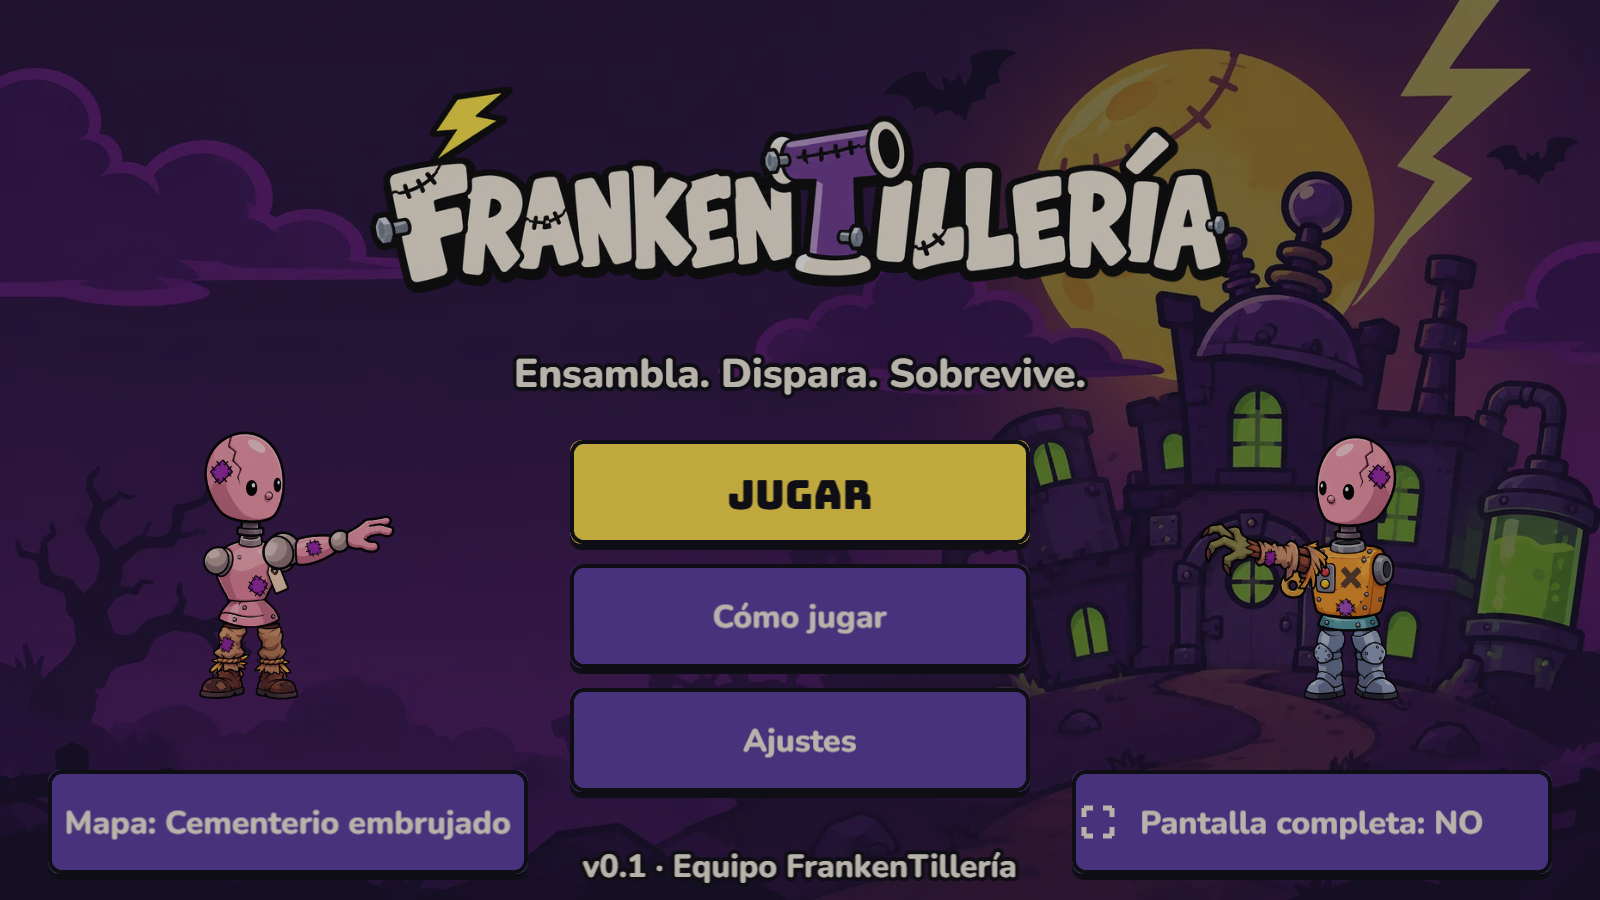 FRANKENTILLERÍA
Ensambla. Dispara. Sobrevive.
JUGAR
Cómo jugar
Ajustes
Mapa: Cementerio embrujado
Pantalla completa: NO
v0.1 · Equipo FrankenTillería